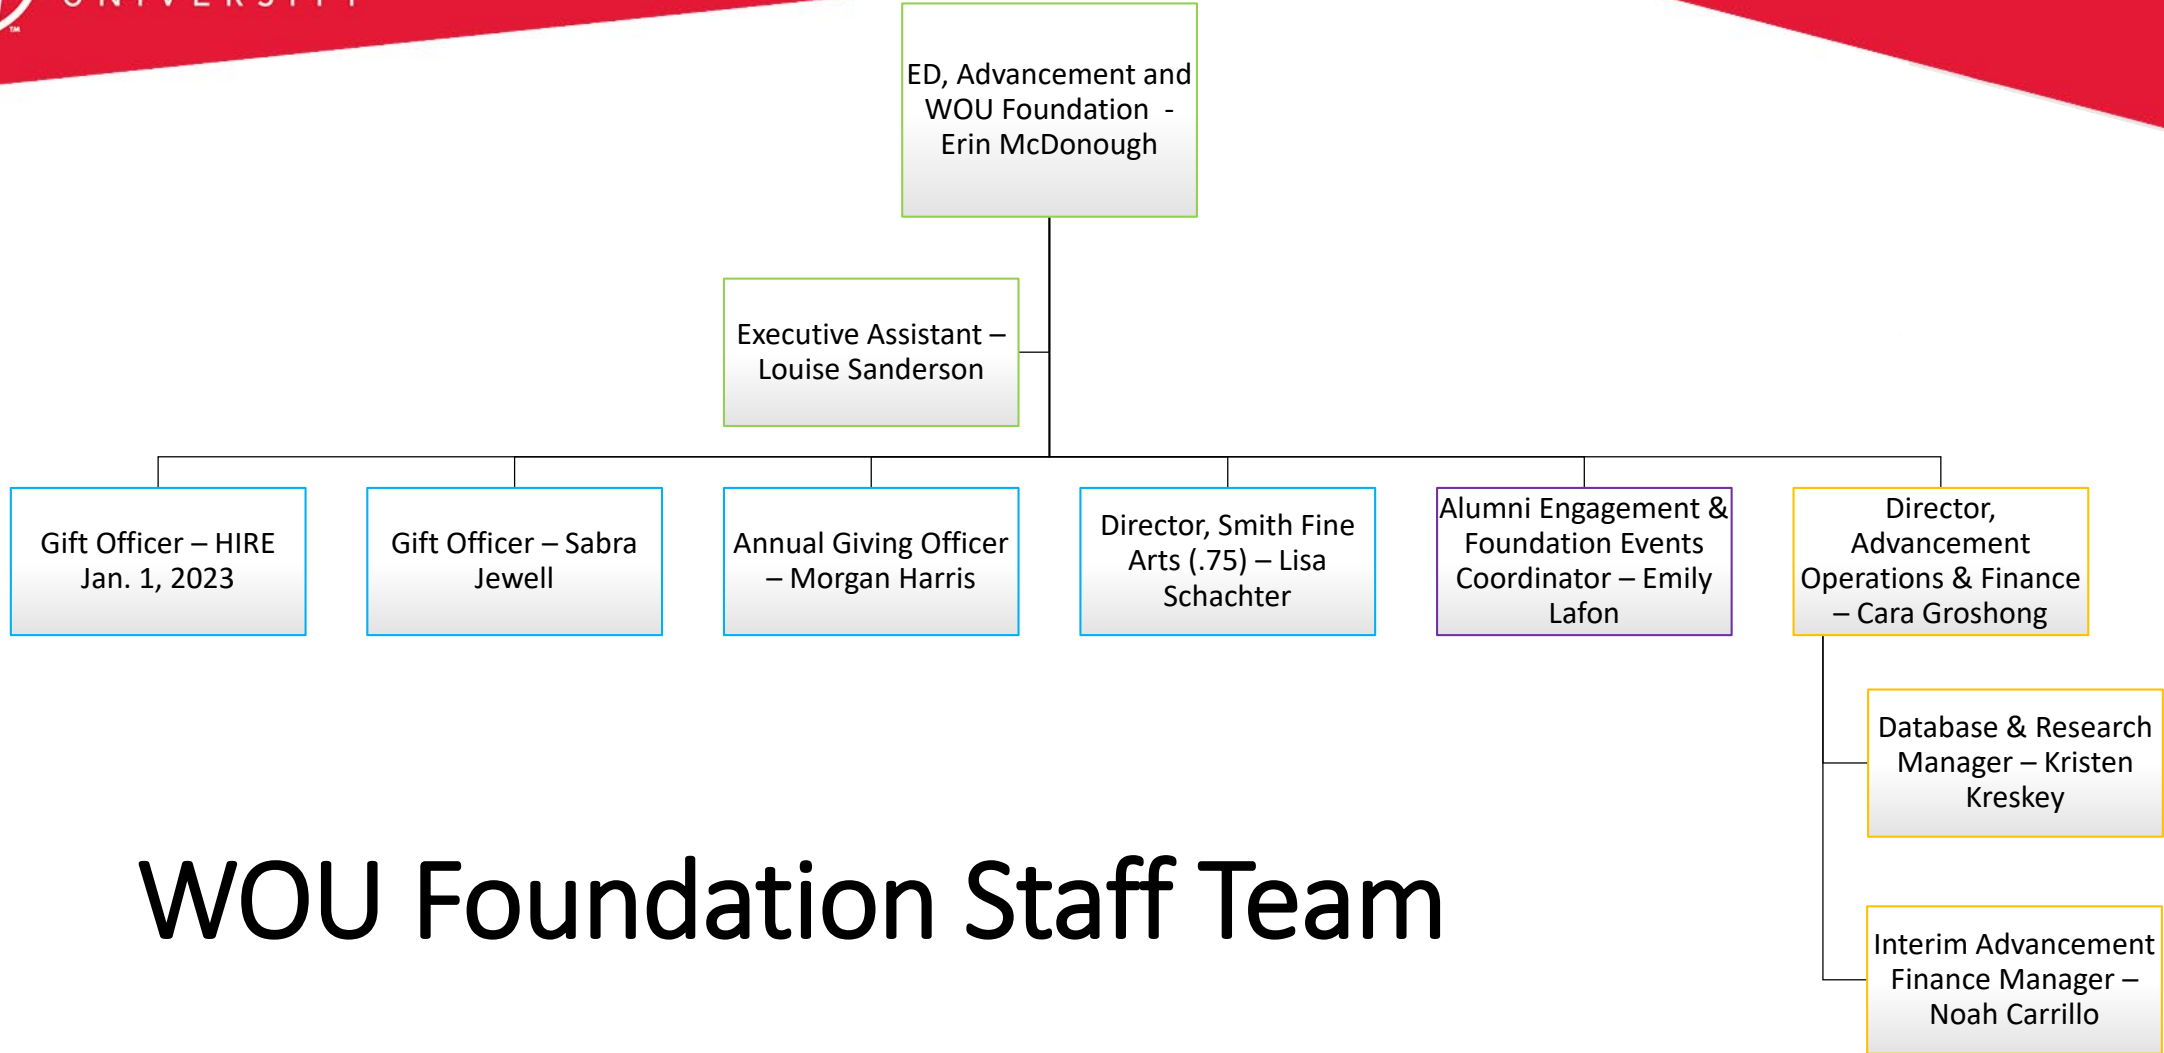 UNIVERSITY
TM
ED, Advancement and
WOU Foundation -
Erin McDonough
Executive Assistant –
Louise Sanderson
Gift Officer – HIRE
Jan. 1, 2023
Gift Officer – Sabra
Jewell
Annual Giving Officer
– Morgan Harris
Director, Smith Fine
Arts (.75) – Lisa
Schachter
Alumni Engagement &
Foundation Events
Coordinator – Emily
Lafon
Director,
Advancement
Operations & Finance
– Cara Groshong
Database & Research
Manager – Kristen
Kreskey
Interim Advancement
Finance Manager –
Noah Carrillo
WOU Foundation Staff Team